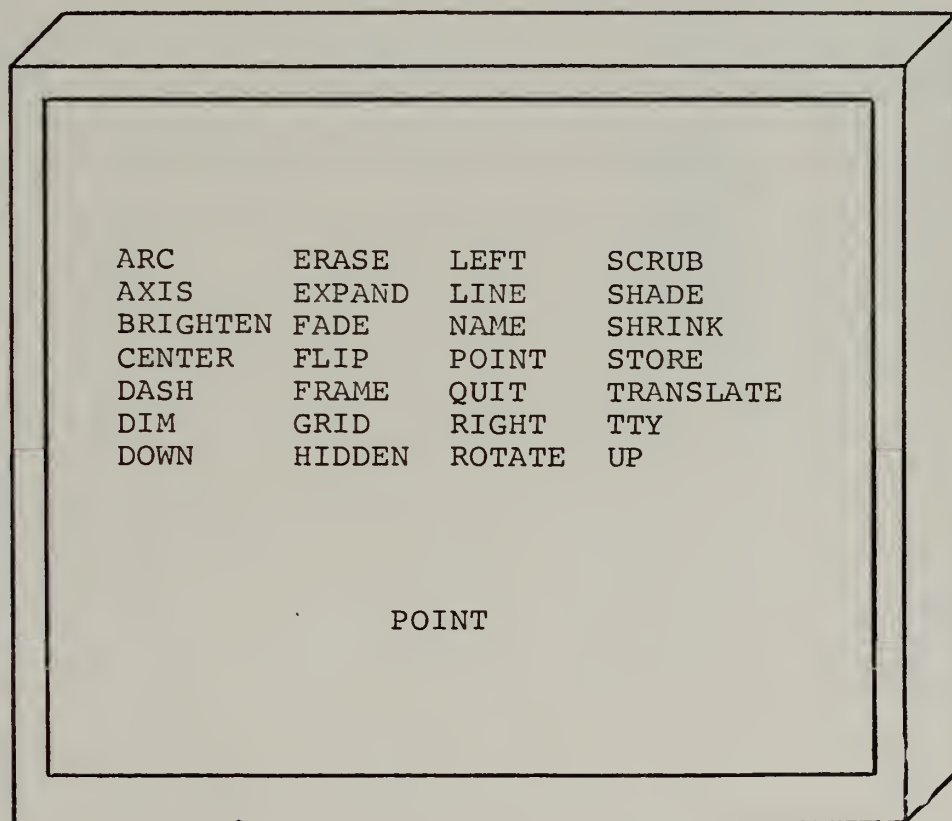 ARC ERASE LEFT SCRUB
AXIS EXPAND LINE SHADE
BRIGHTEN FADE NAME SHRINK
CENTER FLIP POINT STORE
DASH FRAME QUIT TRANSLATE
DIM GRID RIGHT TTY
DOWN HIDDEN ROTATE UP
POINT